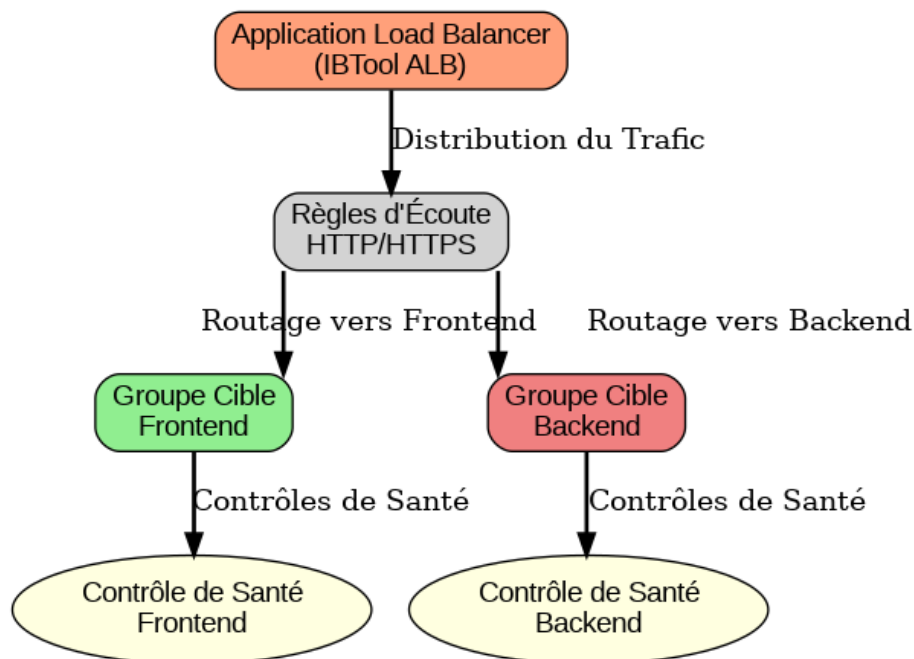 Application Load Balancer
(IBTool ALB)
Distribution du Trafic
Règles d'Écoute
HTTP/HTTPS
Routage vers Frontend
Routage vers Backend
Groupe Cible
Frontend
Groupe Cible
Backend
Contrôles de Santé
Contrôles de Santé
Contrôle de Santé
Frontend
Contrôle de Santé
Backend